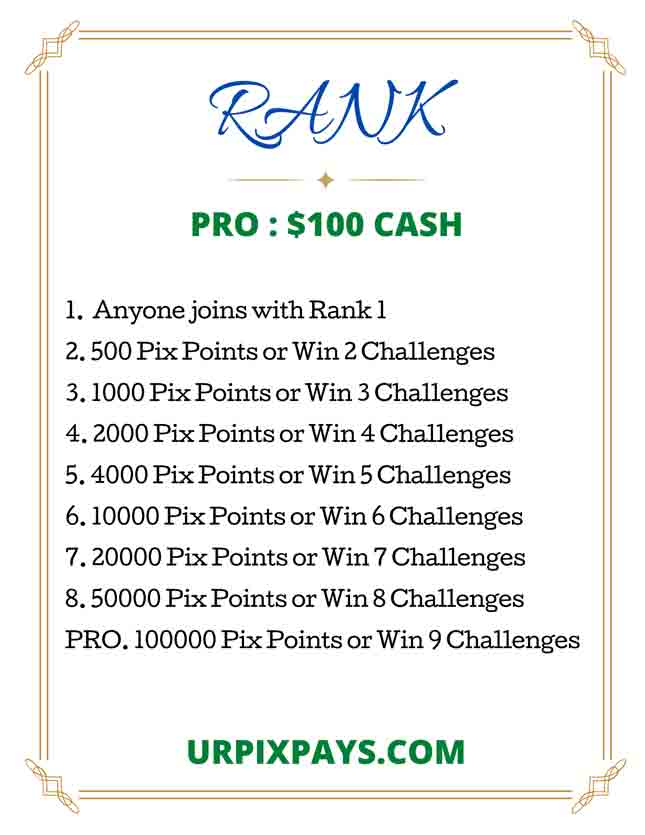 RANK
PRO : $100 CASH
1. Anyone joins with Rank 1
2. 500 Pix Points or Win 2 Challenges
3. 1000 Pix Points or Win 3 Challenges
4. 2000 Pix Points or Win 4 Challenges
5. 4000 Pix Points or Win 5 Challenges
6. 10000 Pix Points or Win 6 Challenges
7. 20000 Pix Points or Win 7 Challenges
8. 50000 Pix Points or Win 8 Challenges
PRO. 100000 Pix Points or Win 9 Challenges
URPIXPAYS.COM